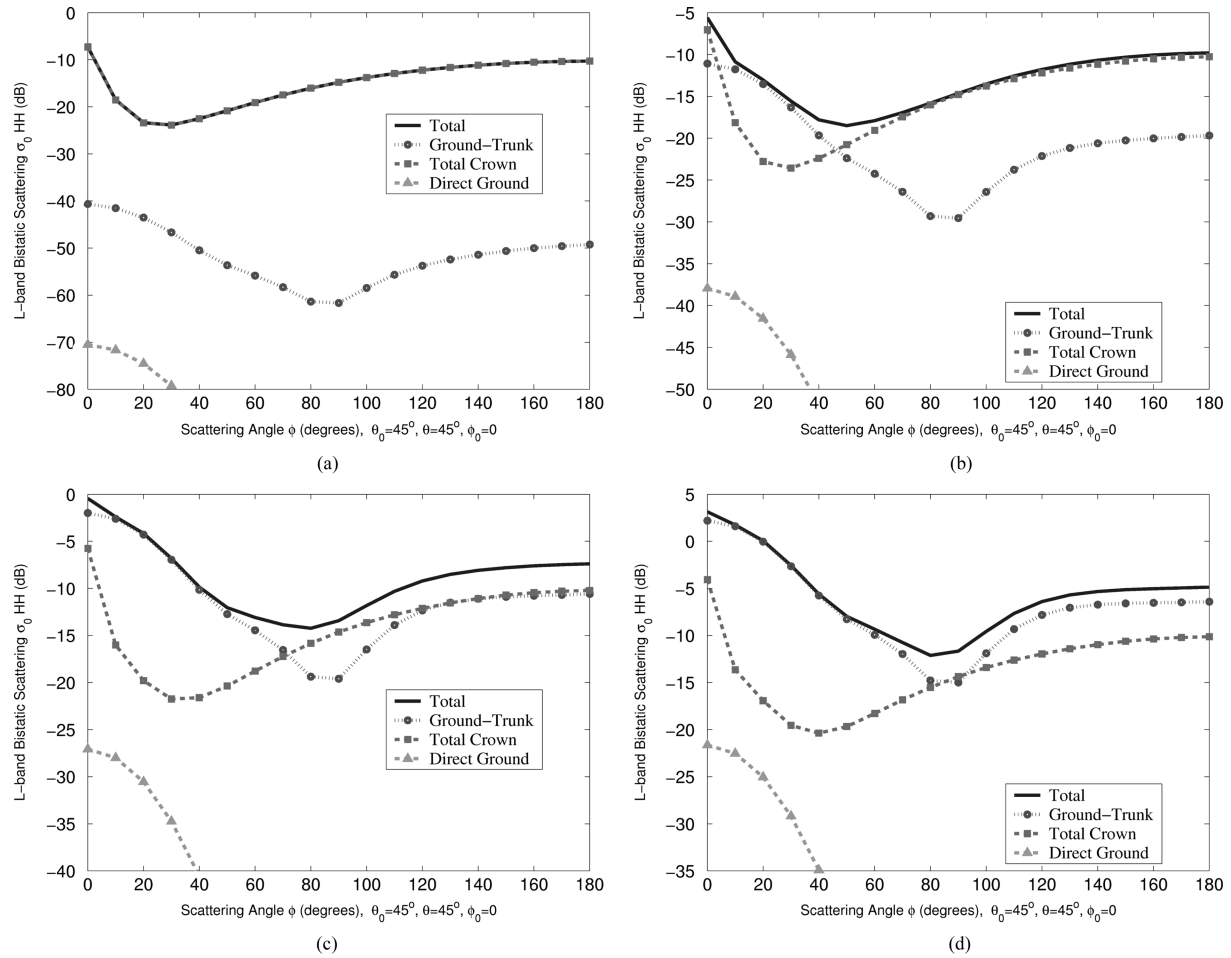 L-band Bistatic Scattering σ0 HH (dB)
0
−10
−20
−30
−40
−50
−60
−70
−80
Total
Ground−Trunk
Total Crown
Direct Ground
0 20 40 60 80 100 120 140 160 180
Scattering Angle ϕ (degrees), θ0=45°, θ=45°, ϕ0=0
(a)
L-band Bistatic Scattering σ0 HH (dB)
−5
−10
−15
−20
−25
−30
−35
−40
−45
−50
Total
Ground−Trunk
Total Crown
Direct Ground
0 20 40 60 80 100 120 140 160 180
Scattering Angle ϕ (degrees), θ0=45°, θ=45°, ϕ0=0
(b)
L-band Bistatic Scattering σ0 HH (dB)
0
−5
−10
−15
−20
−25
−30
−35
−40
Total
Ground−Trunk
Total Crown
Direct Ground
0 20 40 60 80 100 120 140 160 180
Scattering Angle ϕ (degrees), θ0=45°, θ=45°, ϕ0=0
(c)
L-band Bistatic Scattering σ0 HH (dB)
5
0
−5
−10
−15
−20
−25
−30
−35
Total
Ground−Trunk
Total Crown
Direct Ground
0 20 40 60 80 100 120 140 160 180
Scattering Angle ϕ (degrees), θ0=45°, θ=45°, ϕ0=0
(d)